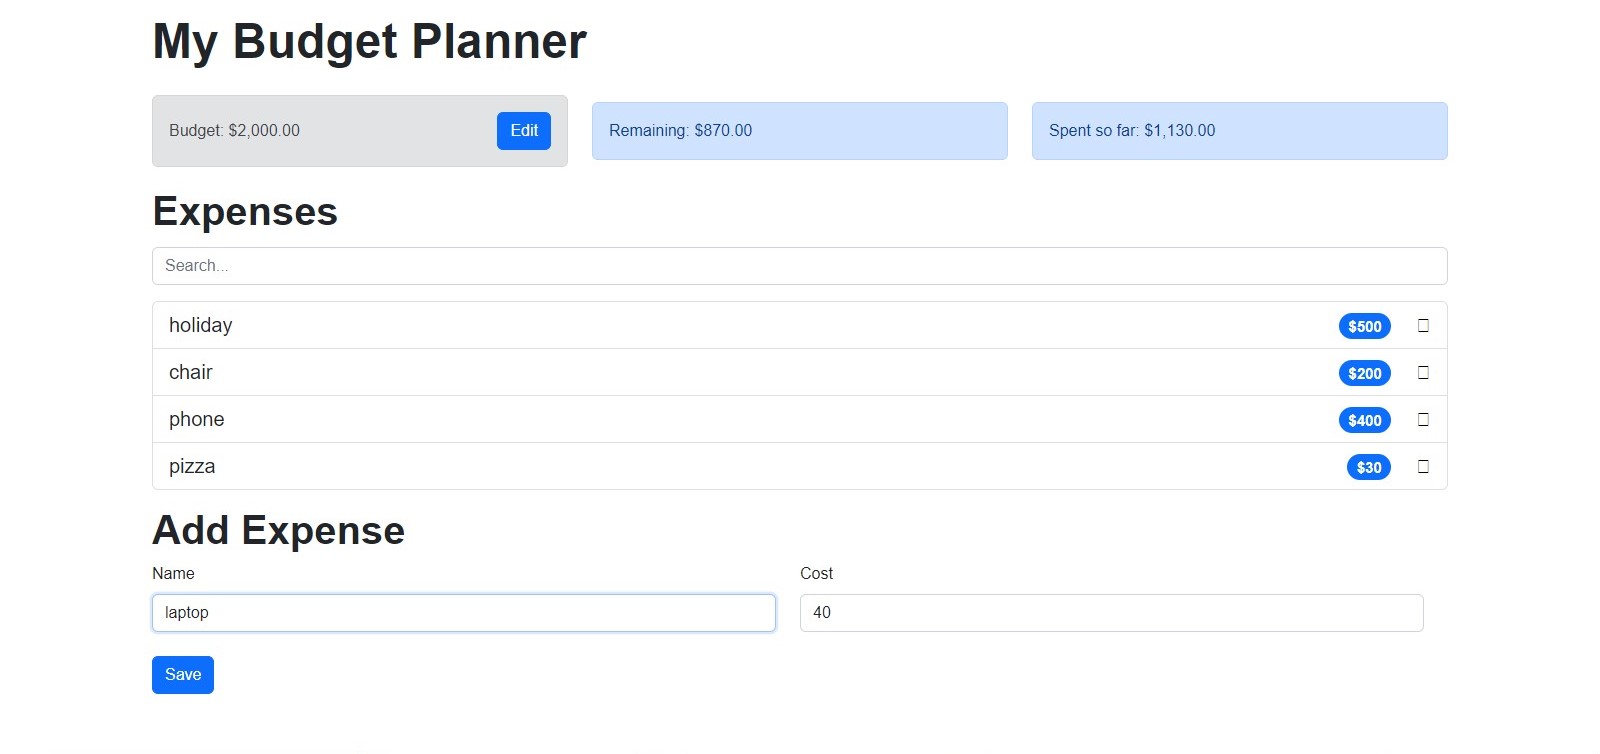 My Budget Planner
Budget: $2,000.00 Edit Remaining: $870.00 Spent so far: $1,130.00
Expenses
Search...
holiday $500
chair $200
phone $400
pizza $30
Add Expense
Name Cost
laptop 40
Save